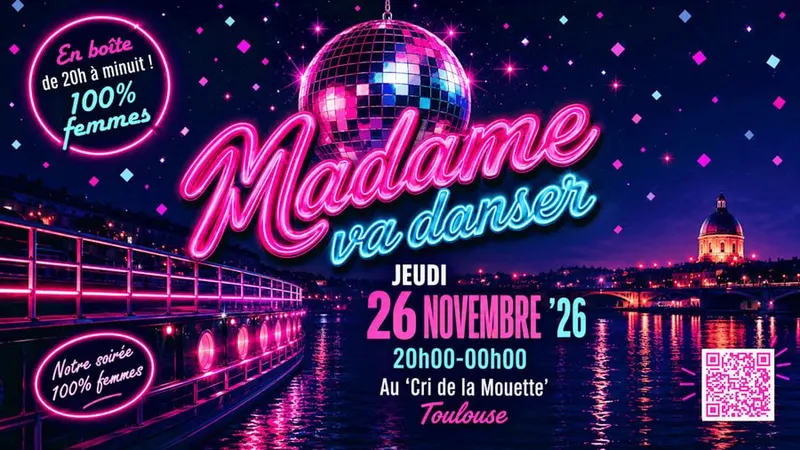 En boîte
de 20h à minuit !
100%
femmes
Madame
va danser
JEUDI
26 NOVEMBRE '26
20h00-00h00
Au ‘Cri de la Mouette’
Toulouse
Notre soirée
100% femmes